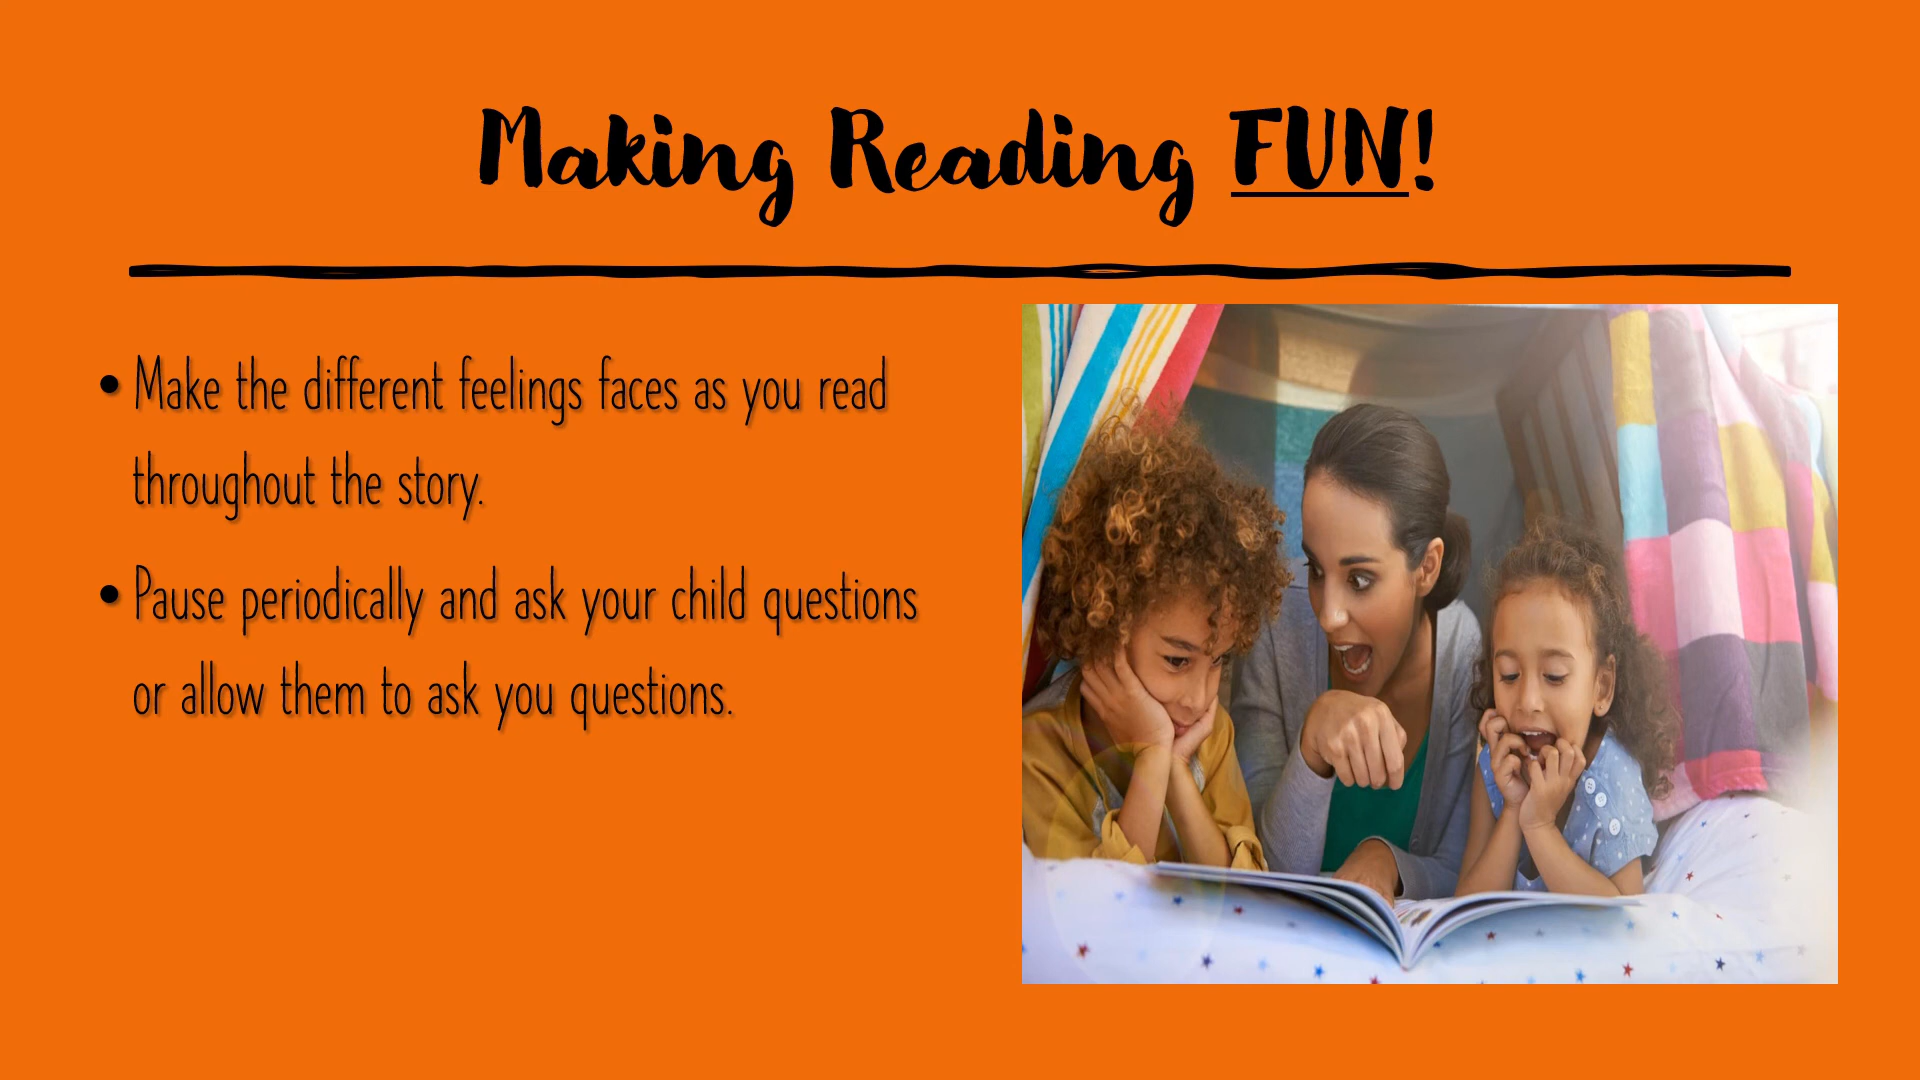 Making Reading FUN!
• Make the different feelings faces as you read
throughout the story.
• Pause periodically and ask your child questions
or allow them to ask you questions.